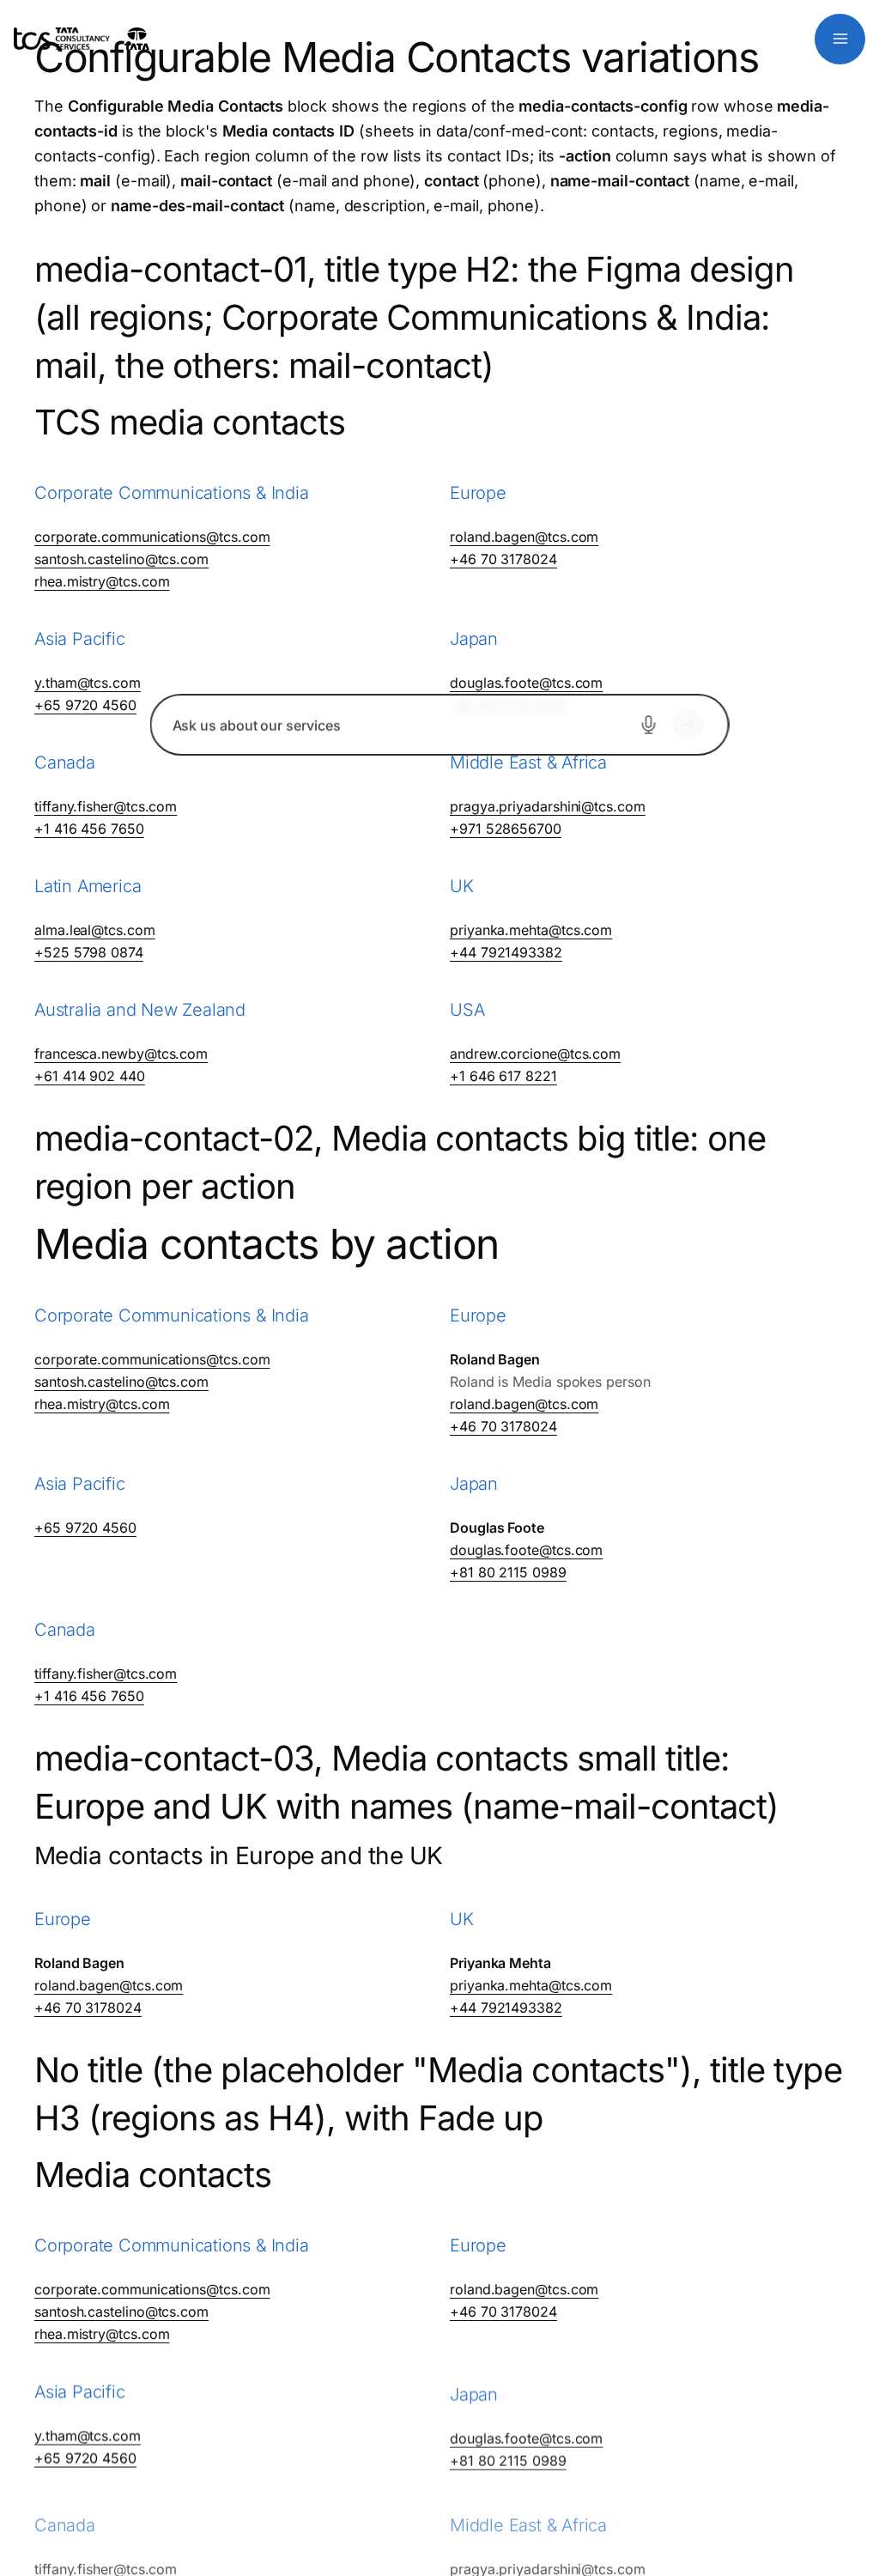 tcs TATA CONSULTANCY SERVICES TATA
Configurable Media Contacts variations
The Configurable Media Contacts block shows the regions of the media-contacts-config row whose media-
contacts-id is the block's Media contacts ID (sheets in data/conf-med-cont: contacts, regions, media-
contacts-config). Each region column of the row lists its contact IDs; its -action column says what is shown of
them: mail (e-mail), mail-contact (e-mail and phone), contact (phone), name-mail-contact (name, e-mail,
phone) or name-des-mail-contact (name, description, e-mail, phone).
media-contact-01, title type H2: the Figma design
(all regions; Corporate Communications & India:
mail, the others: mail-contact)
TCS media contacts
Corporate Communications & India
corporate.communications@tcs.com
santosh.castelino@tcs.com
rhea.mistry@tcs.com
Europe
roland.bagen@tcs.com
+46 70 3178024
Asia Pacific
y.tham@tcs.com
+65 9720 4560
Japan
douglas.foote@tcs.com
Ask us about our services
Canada
tiffany.fisher@tcs.com
+1 416 456 7650
Middle East & Africa
pragya.priyadarshini@tcs.com
+971 528656700
Latin America
alma.leal@tcs.com
+525 5798 0874
UK
priyanka.mehta@tcs.com
+44 7921493382
Australia and New Zealand
francesca.newby@tcs.com
+61 414 902 440
USA
andrew.corcione@tcs.com
+1 646 617 8221
media-contact-02, Media contacts big title: one
region per action
Media contacts by action
Corporate Communications & India
corporate.communications@tcs.com
santosh.castelino@tcs.com
rhea.mistry@tcs.com
Europe
Roland Bagen
Roland is Media spokes person
roland.bagen@tcs.com
+46 70 3178024
Asia Pacific
+65 9720 4560
Japan
Douglas Foote
douglas.foote@tcs.com
+81 80 2115 0989
Canada
tiffany.fisher@tcs.com
+1 416 456 7650
media-contact-03, Media contacts small title:
Europe and UK with names (name-mail-contact)
Media contacts in Europe and the UK
Europe
Roland Bagen
roland.bagen@tcs.com
+46 70 3178024
UK
Priyanka Mehta
priyanka.mehta@tcs.com
+44 7921493382
No title (the placeholder "Media contacts"), title type
H3 (regions as H4), with Fade up
Media contacts
Corporate Communications & India
corporate.communications@tcs.com
santosh.castelino@tcs.com
rhea.mistry@tcs.com
Europe
roland.bagen@tcs.com
+46 70 3178024
Asia Pacific
y.tham@tcs.com
+65 9720 4560
Japan
douglas.foote@tcs.com
+81 80 2115 0989
Canada
tiffany.fisher@tcs.com
Middle East & Africa
pragya.priyadarshini@tcs.com